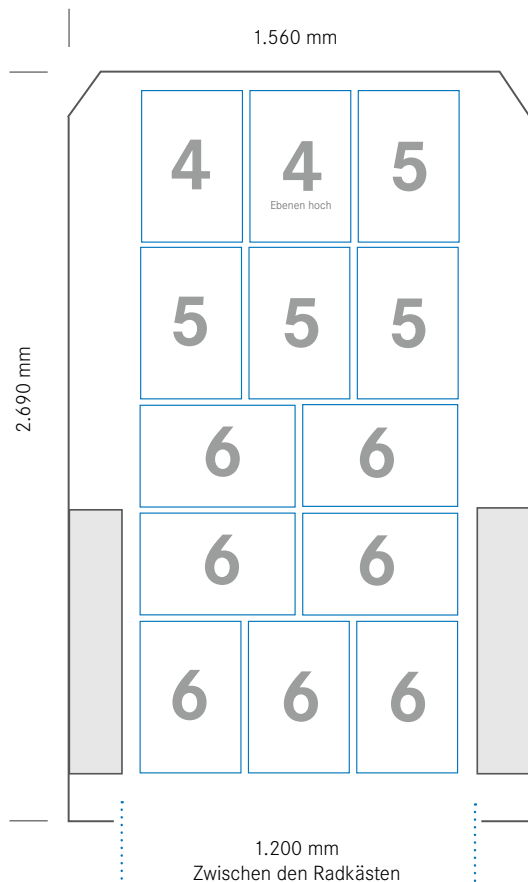 1.560 mm
4 4 5
Ebenen hoch
5 5 5
2.690 mm
6 6
6 6
6 6 6
1.200 mm
Zwischen den Radkästen